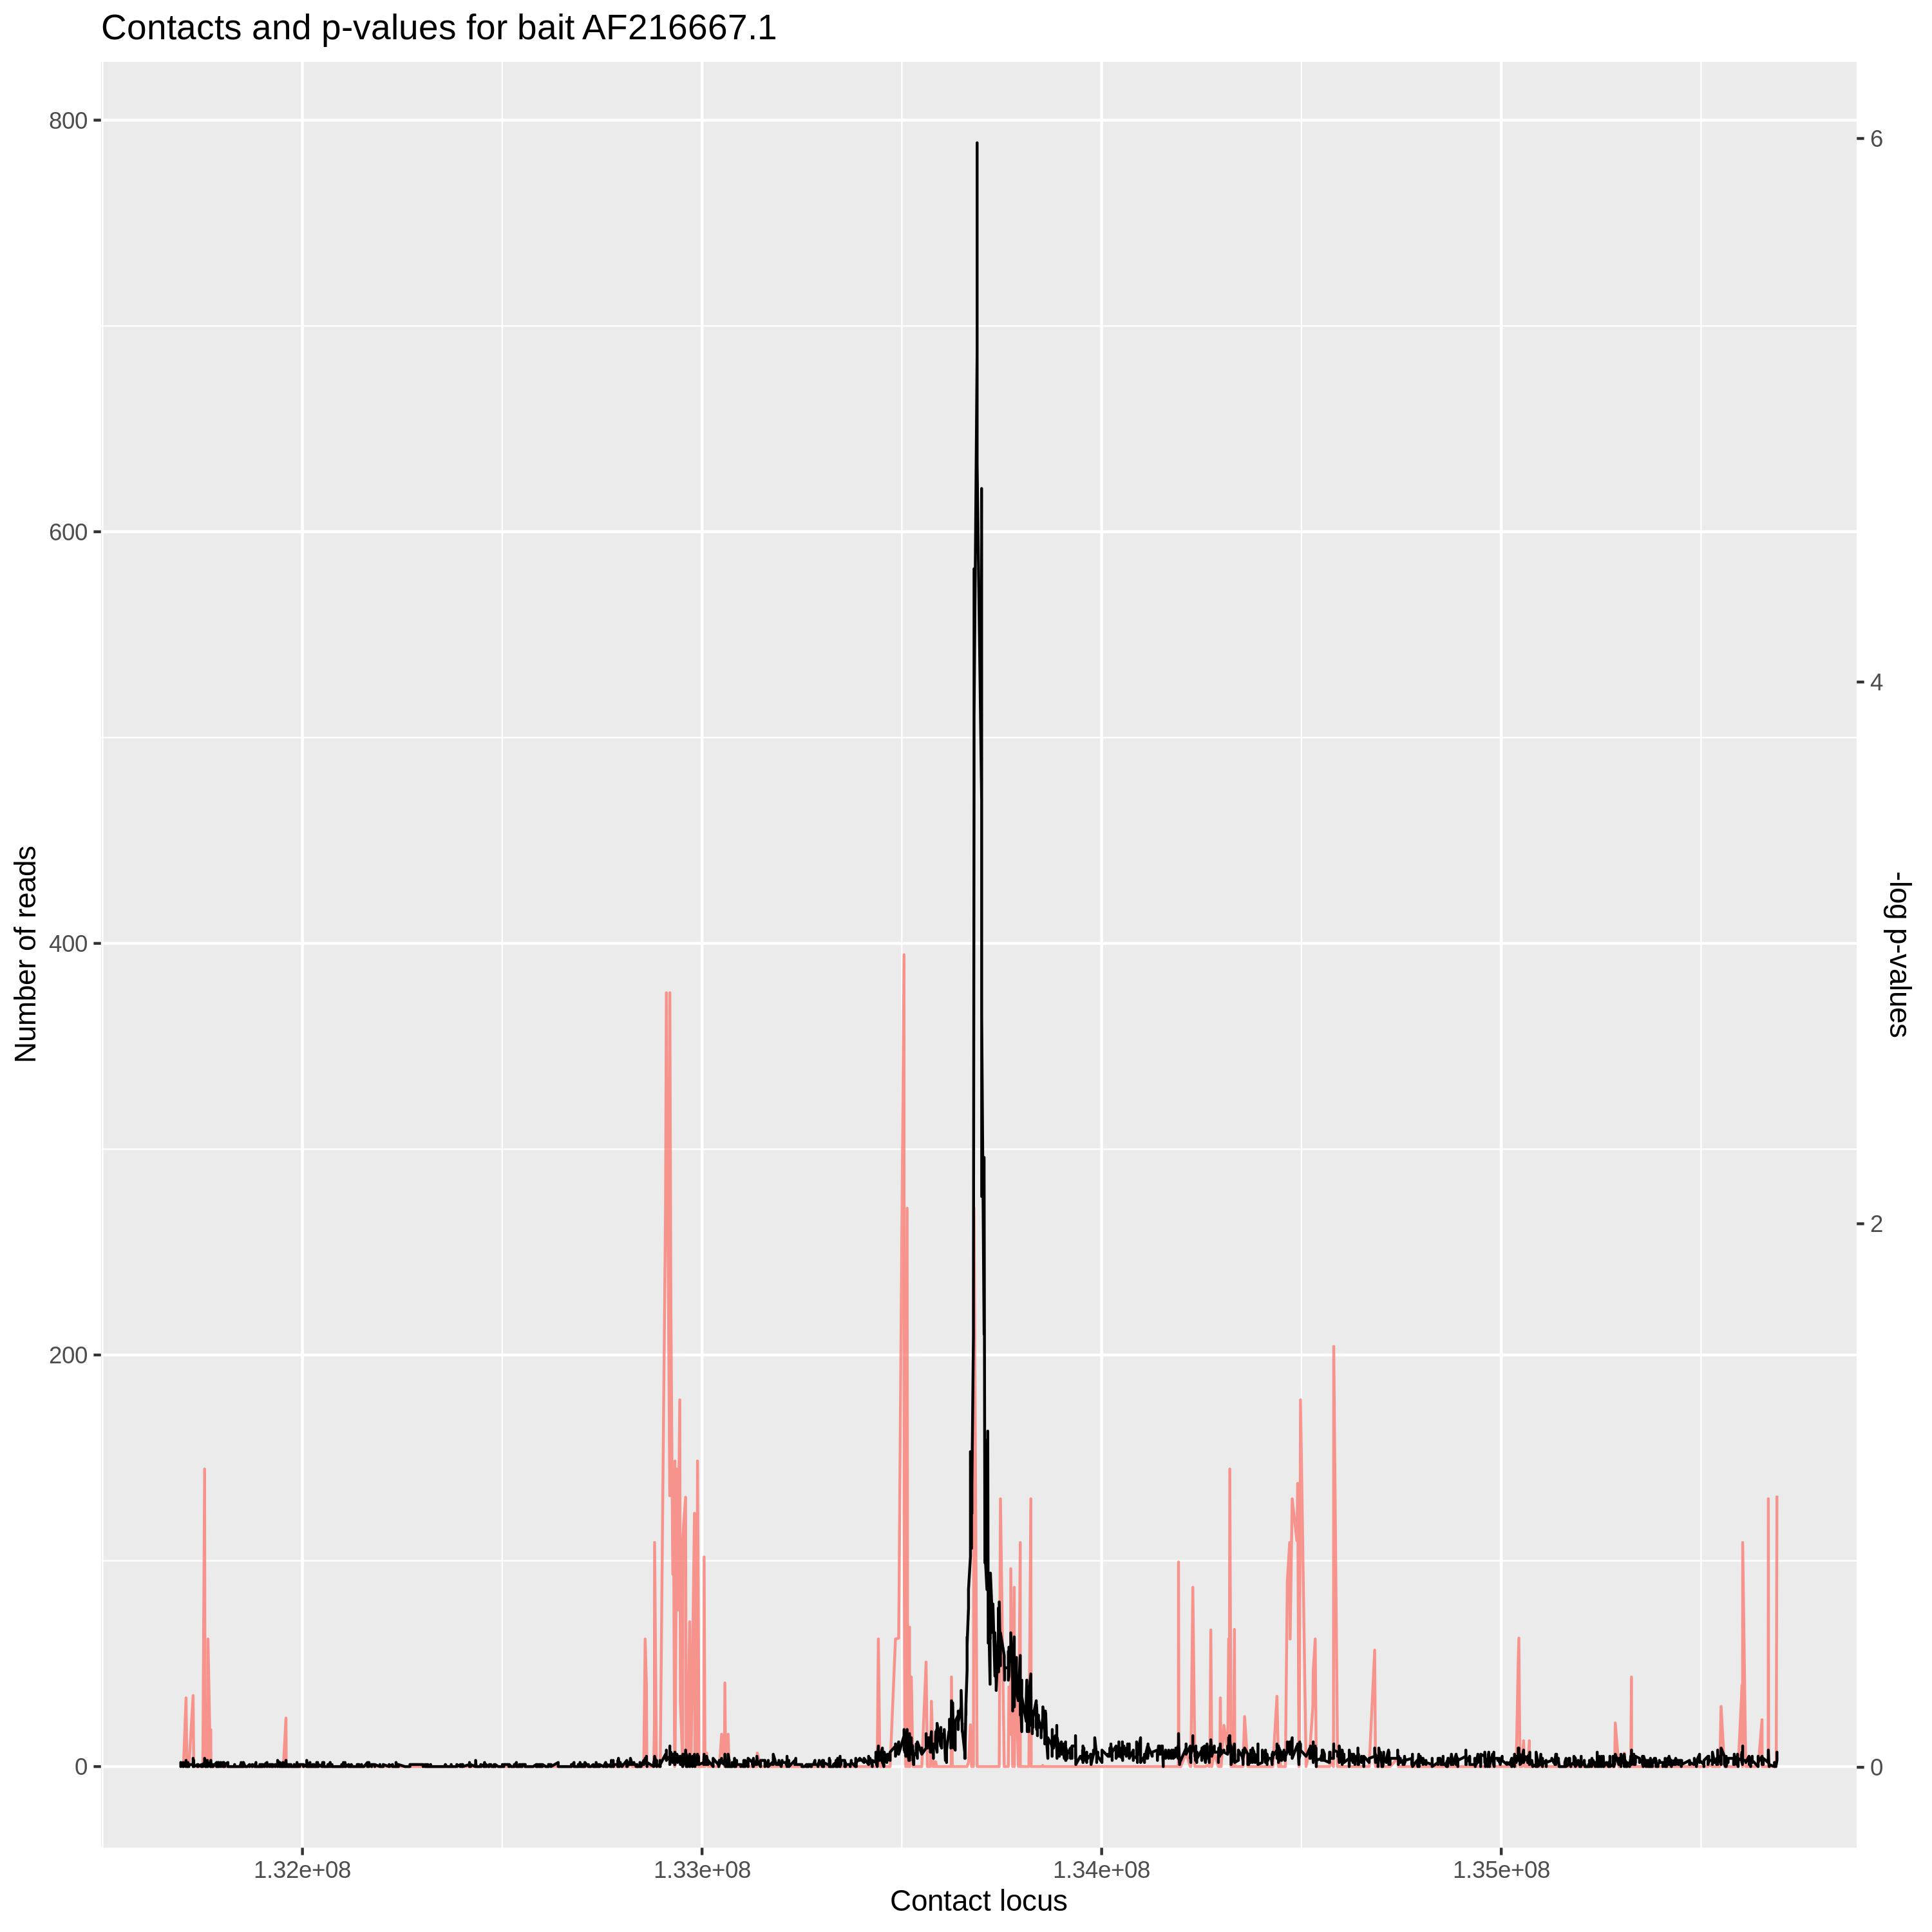 Contacts and p-values for bait AF216667.1
800
600
400
200
0
Number of reads
6
4
2
0
-log p-values
1.32e+08
1.33e+08
1.34e+08
1.35e+08
Contact locus